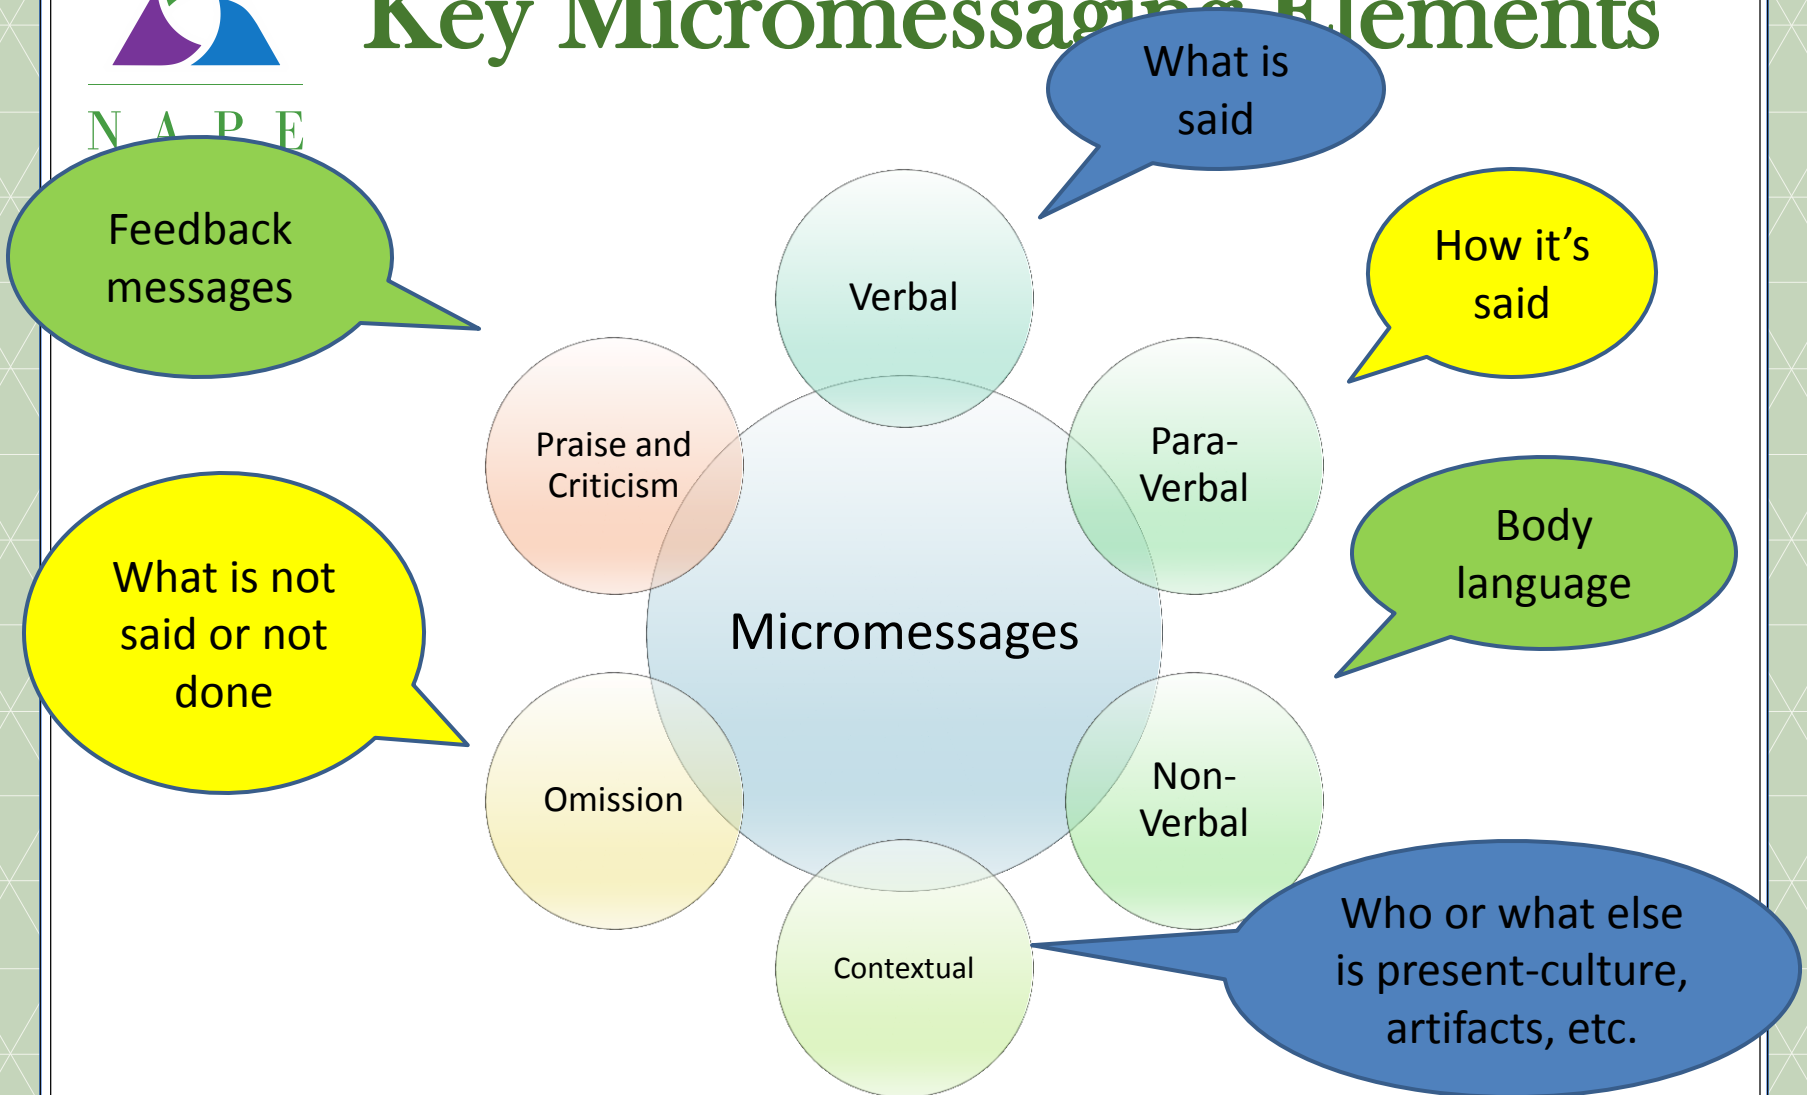 Key Micromessaging Elements
N A P E
What is
said
Feedback
messages
How it's
said
Verbal
Praise and
Criticism
Para-
Verbal
Body
language
What is not
said or not
done
Micromessages
Omission
Non-
Verbal
Contextual
Who or what else
is present-culture,
artifacts, etc.